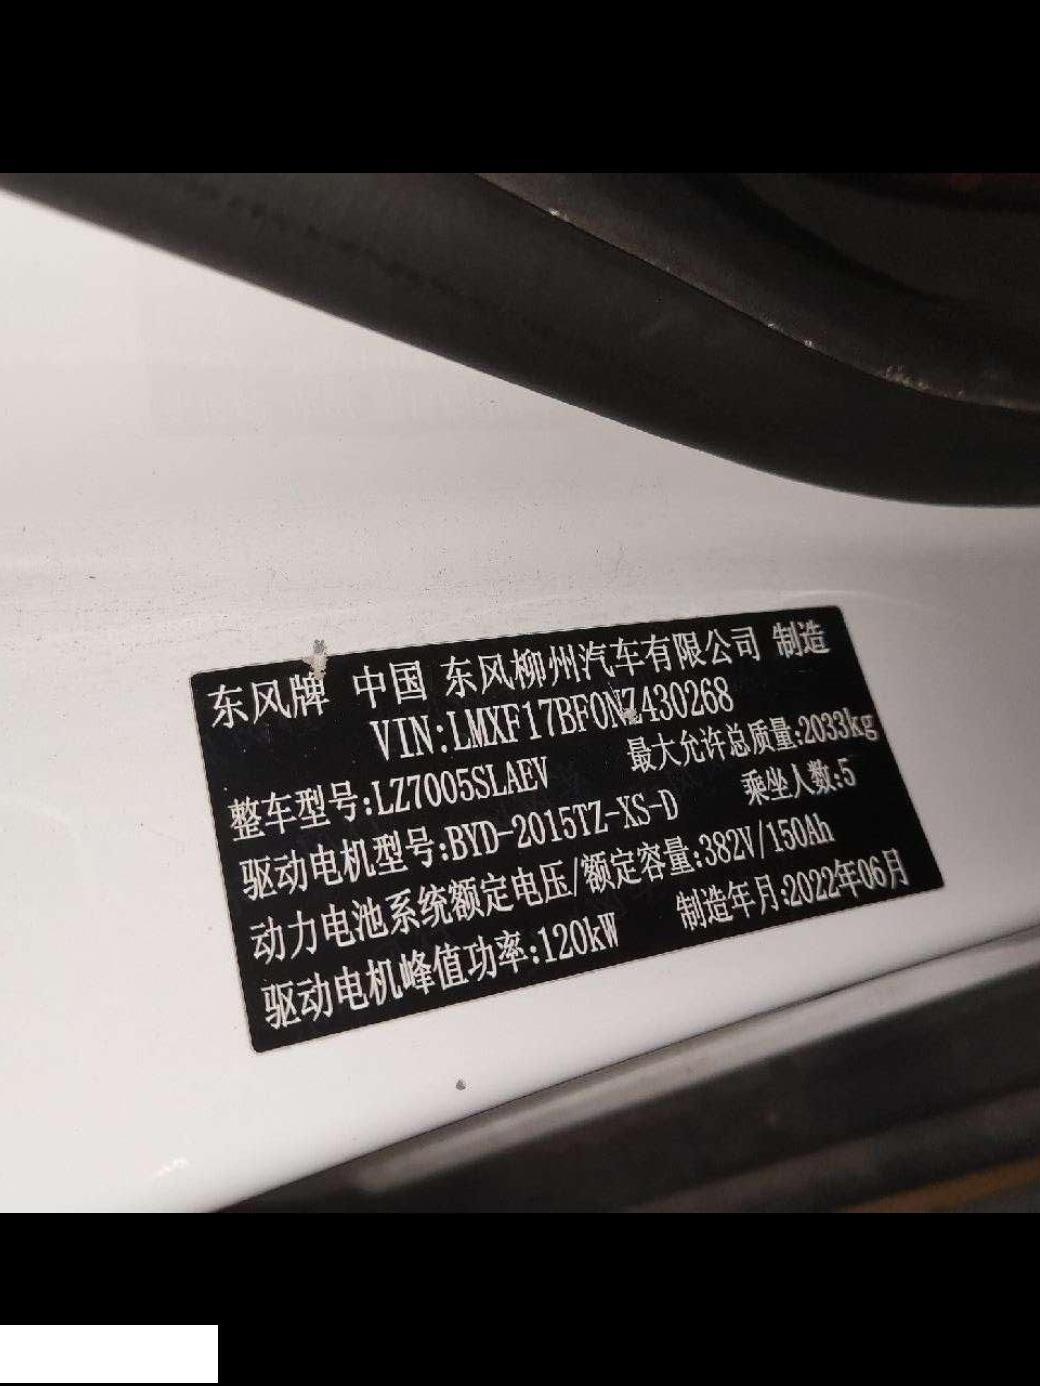 东风牌 中国 东风柳州汽车有限公司 制造
VIN:LMXF17BF0NZ430268
整车型号:LZ7005SLAEV 最大允许总质量:2033kg
驱动电机型号:BYD-2015TZ-XS-D 乘坐人数:5
动力电池系统额定电压/额定容量:382V/150Ah
驱动电机峰值功率:120kW 制造年月:2022年06月